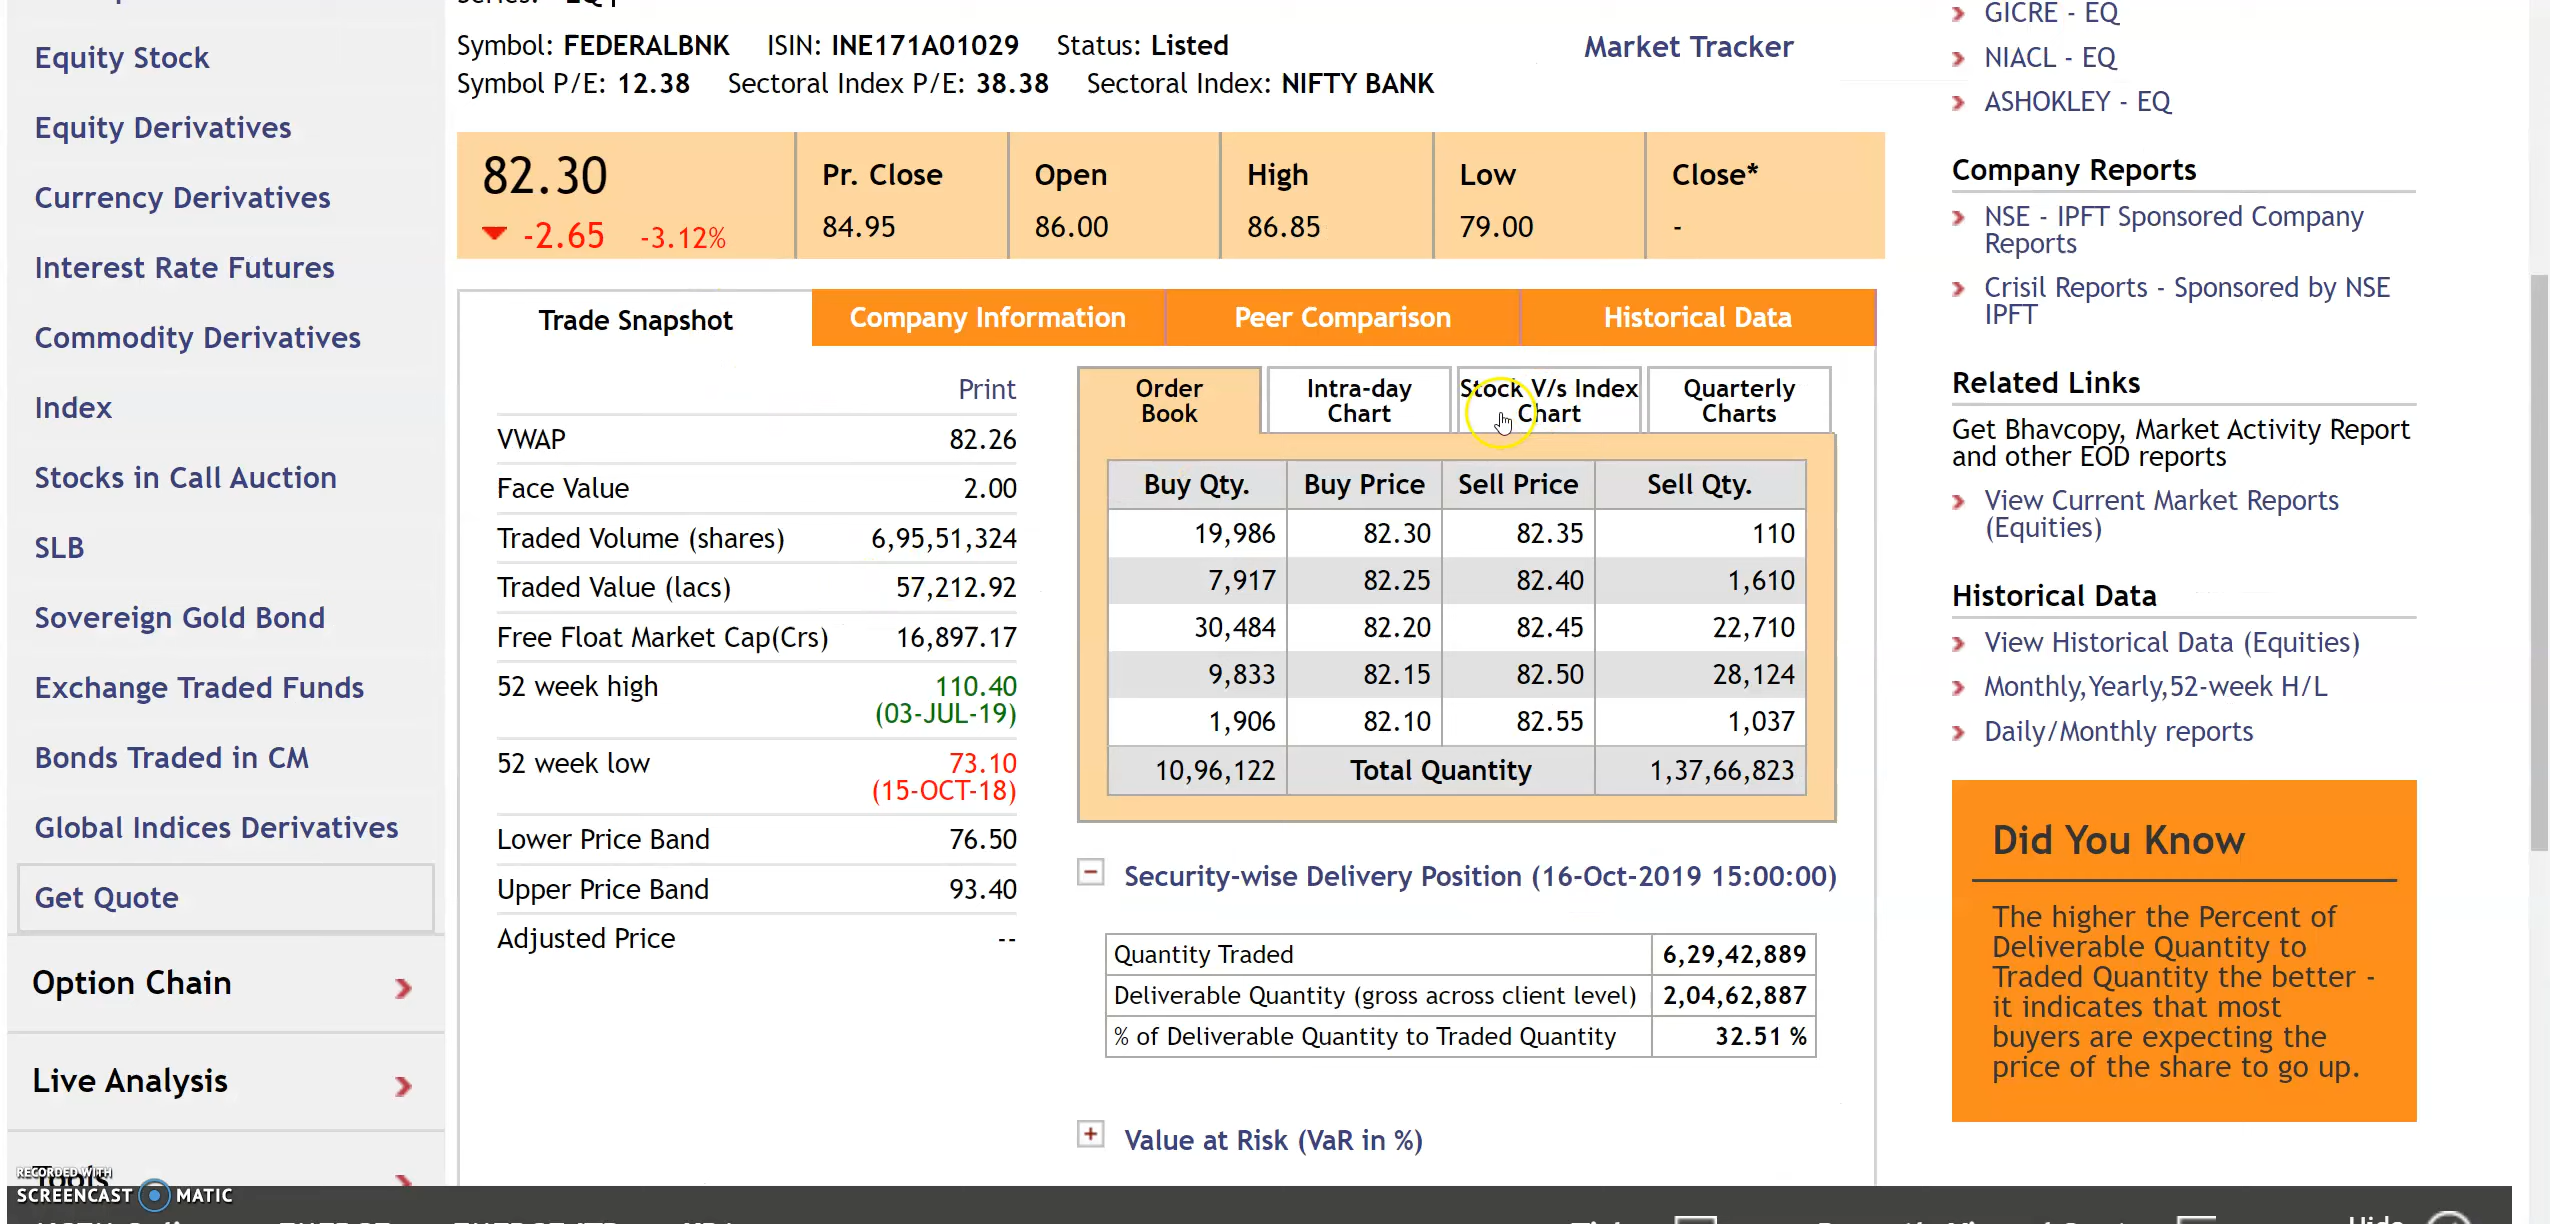 Equity Stock
Equity Derivatives
Currency Derivatives
Interest Rate Futures
Commodity Derivatives
Index
Stocks in Call Auction
SLB
Sovereign Gold Bond
Exchange Traded Funds
Bonds Traded in CM
Global Indices Derivatives
Get Quote
Option Chain
Live Analysis
Tools
RECORDED WITH
SCREENCAST MATIC
Symbol: FEDERALBNK ISIN: INE171A01029 Status: Listed
Symbol P/E: 12.38 Sectoral Index P/E: 38.38 Sectoral Index: NIFTY BANK
Market Tracker
82.30
-2.65 -3.12%
Pr. Close Open High Low Close*
84.95 86.00 86.85 79.00 -
Trade Snapshot Company Information Peer Comparison Historical Data
Print
VWAP 82.26
Face Value 2.00
Traded Volume (shares) 6,95,51,324
Traded Value (lacs) 57,212.92
Free Float Market Cap(Crs) 16,897.17
52 week high 110.40
(03-JUL-19)
52 week low 73.10
(15-OCT-18)
Lower Price Band 76.50
Upper Price Band 93.40
Adjusted Price --
Order Book
Intra-day Chart
Stock V/s Index Chart
Quarterly Charts
Buy Qty. Buy Price Sell Price Sell Qty.
19,986 82.30 82.35 110
7,917 82.25 82.40 1,610
30,484 82.20 82.45 22,710
9,833 82.15 82.50 28,124
1,906 82.10 82.55 1,037
10,96,122 Total Quantity 1,37,66,823
Security-wise Delivery Position (16-Oct-2019 15:00:00)
Quantity Traded 6,29,42,889
Deliverable Quantity (gross across client level) 2,04,62,887
% of Deliverable Quantity to Traded Quantity 32.51 %
Value at Risk (VaR in %)
GICRE - EQ
NIACL - EQ
ASHOKLEY - EQ
Company Reports
NSE - IPFT Sponsored Company
Reports
Crisil Reports - Sponsored by NSE
IPFT
Related Links
Get Bhavcopy, Market Activity Report
and other EOD reports
View Current Market Reports
(Equities)
Historical Data
View Historical Data (Equities)
Monthly,Yearly,52-week H/L
Daily/Monthly reports
Did You Know
The higher the Percent of
Deliverable Quantity to
Traded Quantity the better -
it indicates that most
buyers are expecting the
price of the share to go up.